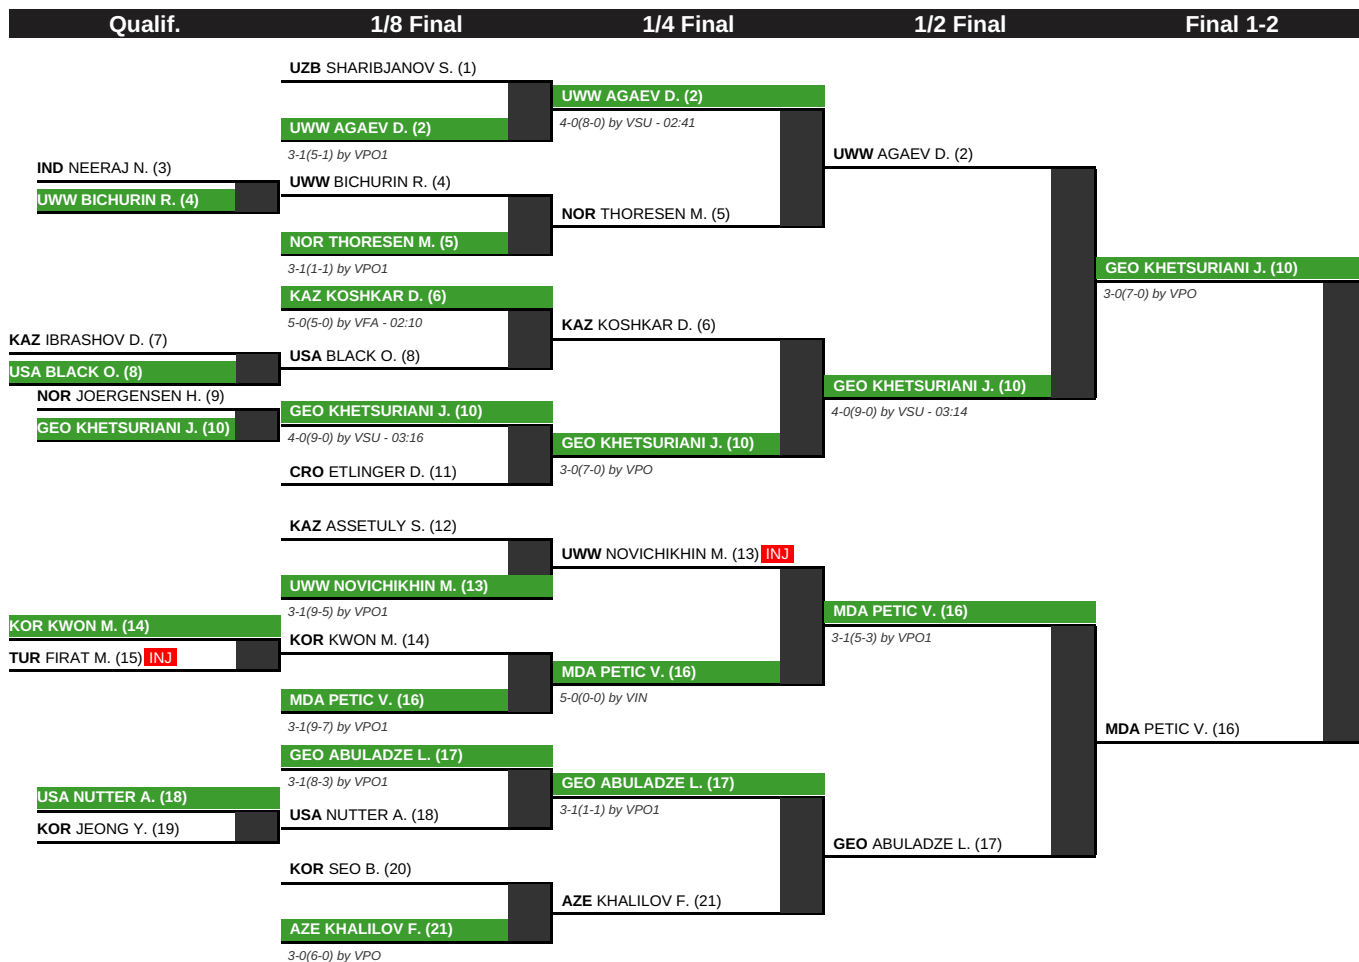 Qualif.
1/8 Final
1/4 Final
1/2 Final
Final 1-2
IND NEERAJ N. (3)
UWW BICHURIN R. (4)
KAZ IBRASHOV D. (7)
USA BLACK O. (8)
NOR JOERGENSEN H. (9)
GEO KHETSURIANI J. (10)
KOR KWON M. (14)
TUR FIRAT M. (15) INJ
USA NUTTER A. (18)
KOR JEONG Y. (19)
UZB SHARIBJANOV S. (1)
UWW AGAEV D. (2)
3-1(5-1) by VPO1
UWW BICHURIN R. (4)
NOR THORESEN M. (5)
3-1(1-1) by VPO1
KAZ KOSHKAR D. (6)
5-0(5-0) by VFA - 02:10
USA BLACK O. (8)
GEO KHETSURIANI J. (10)
4-0(9-0) by VSU - 03:16
CRO ETLINGER D. (11)
KAZ ASSETULY S. (12)
UWW NOVICHIKHIN M. (13)
3-1(9-5) by VPO1
KOR KWON M. (14)
MDA PETIC V. (16)
3-1(9-7) by VPO1
GEO ABULADZE L. (17)
3-1(8-3) by VPO1
USA NUTTER A. (18)
KOR SEO B. (20)
AZE KHALILOV F. (21)
3-0(6-0) by VPO
UWW AGAEV D. (2)
4-0(8-0) by VSU - 02:41
NOR THORESEN M. (5)
KAZ KOSHKAR D. (6)
GEO KHETSURIANI J. (10)
3-0(7-0) by VPO
UWW NOVICHIKHIN M. (13) INJ
MDA PETIC V. (16)
5-0(0-0) by VIN
GEO ABULADZE L. (17)
3-1(1-1) by VPO1
AZE KHALILOV F. (21)
UWW AGAEV D. (2)
GEO KHETSURIANI J. (10)
4-0(9-0) by VSU - 03:14
MDA PETIC V. (16)
3-1(5-3) by VPO1
GEO ABULADZE L. (17)
GEO KHETSURIANI J. (10)
3-0(7-0) by VPO
MDA PETIC V. (16)